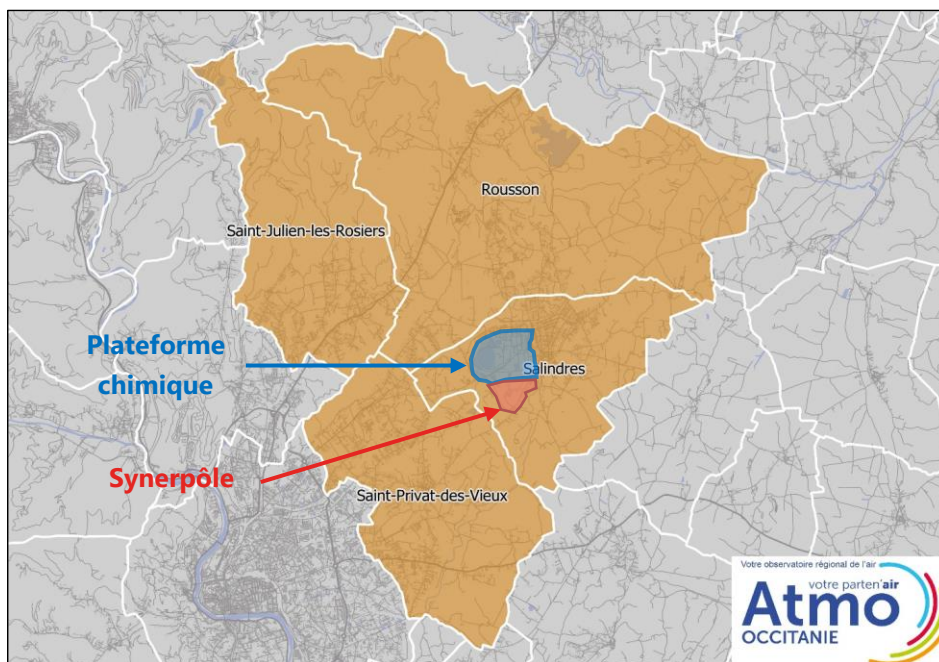 Rousson
Saint-Julien-les-Rosiers
Plateforme
chimique
Salindres
Synerpôle
Saint-Privat-des-Vieux
Votre observatoire régional de l'air
votre parten'air
Atmo
OCCITANIE